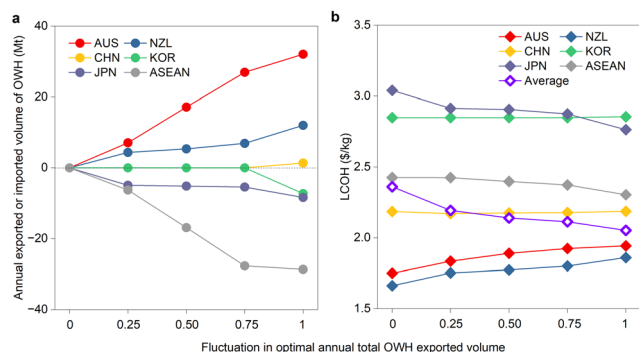 a
Annual exported or imported volume of OWH (Mt)
40
20
0
−20
−40
AUS NZL
CHN KOR
JPN ASEAN
0 0.25 0.50 0.75 1
b
LCOH ($/kg)
3.5
3.0
2.5
2.0
1.5
AUS NZL
CHN KOR
JPN ASEAN
Average
0 0.25 0.50 0.75 1
Fluctuation in optimal annual total OWH exported volume